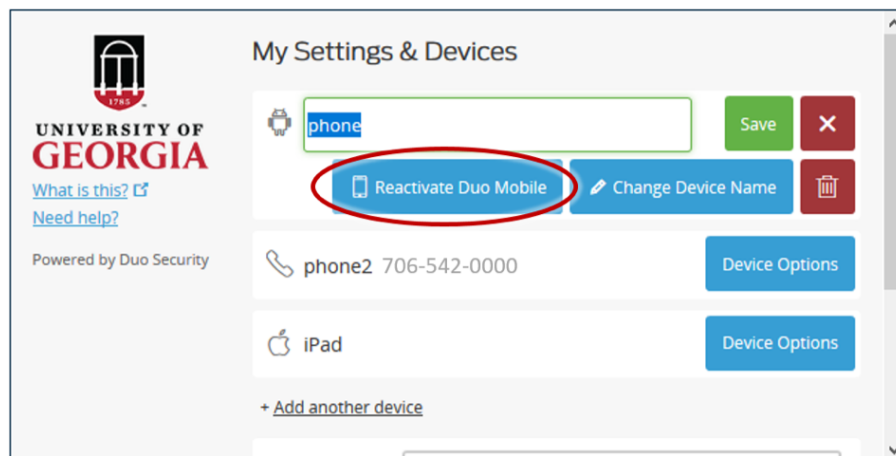 My Settings & Devices
1785
UNIVERSITY OF
GEORGIA
What is this?
Need help?
Powered by Duo Security
phone
Save
Reactivate Duo Mobile
Change Device Name
phone2 706-542-0000
Device Options
iPad
Device Options
+ Add another device